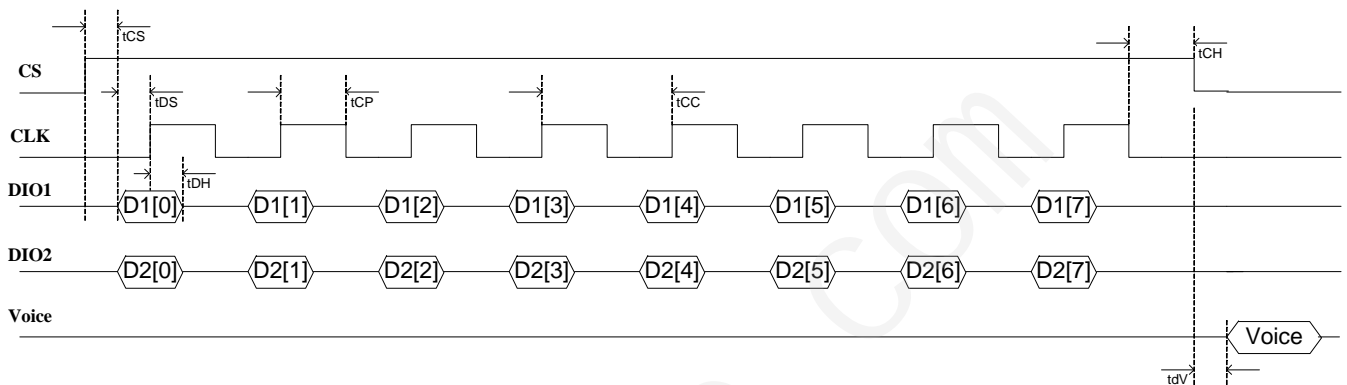 tCS
CS
tCH
tDS
tCP
tCC
CLK
tDH
DIO1
D1[0] D1[1] D1[2] D1[3] D1[4] D1[5] D1[6] D1[7]
DIO2
D2[0] D2[1] D2[2] D2[3] D2[4] D2[5] D2[6] D2[7]
Voice
Voice
tdV
com